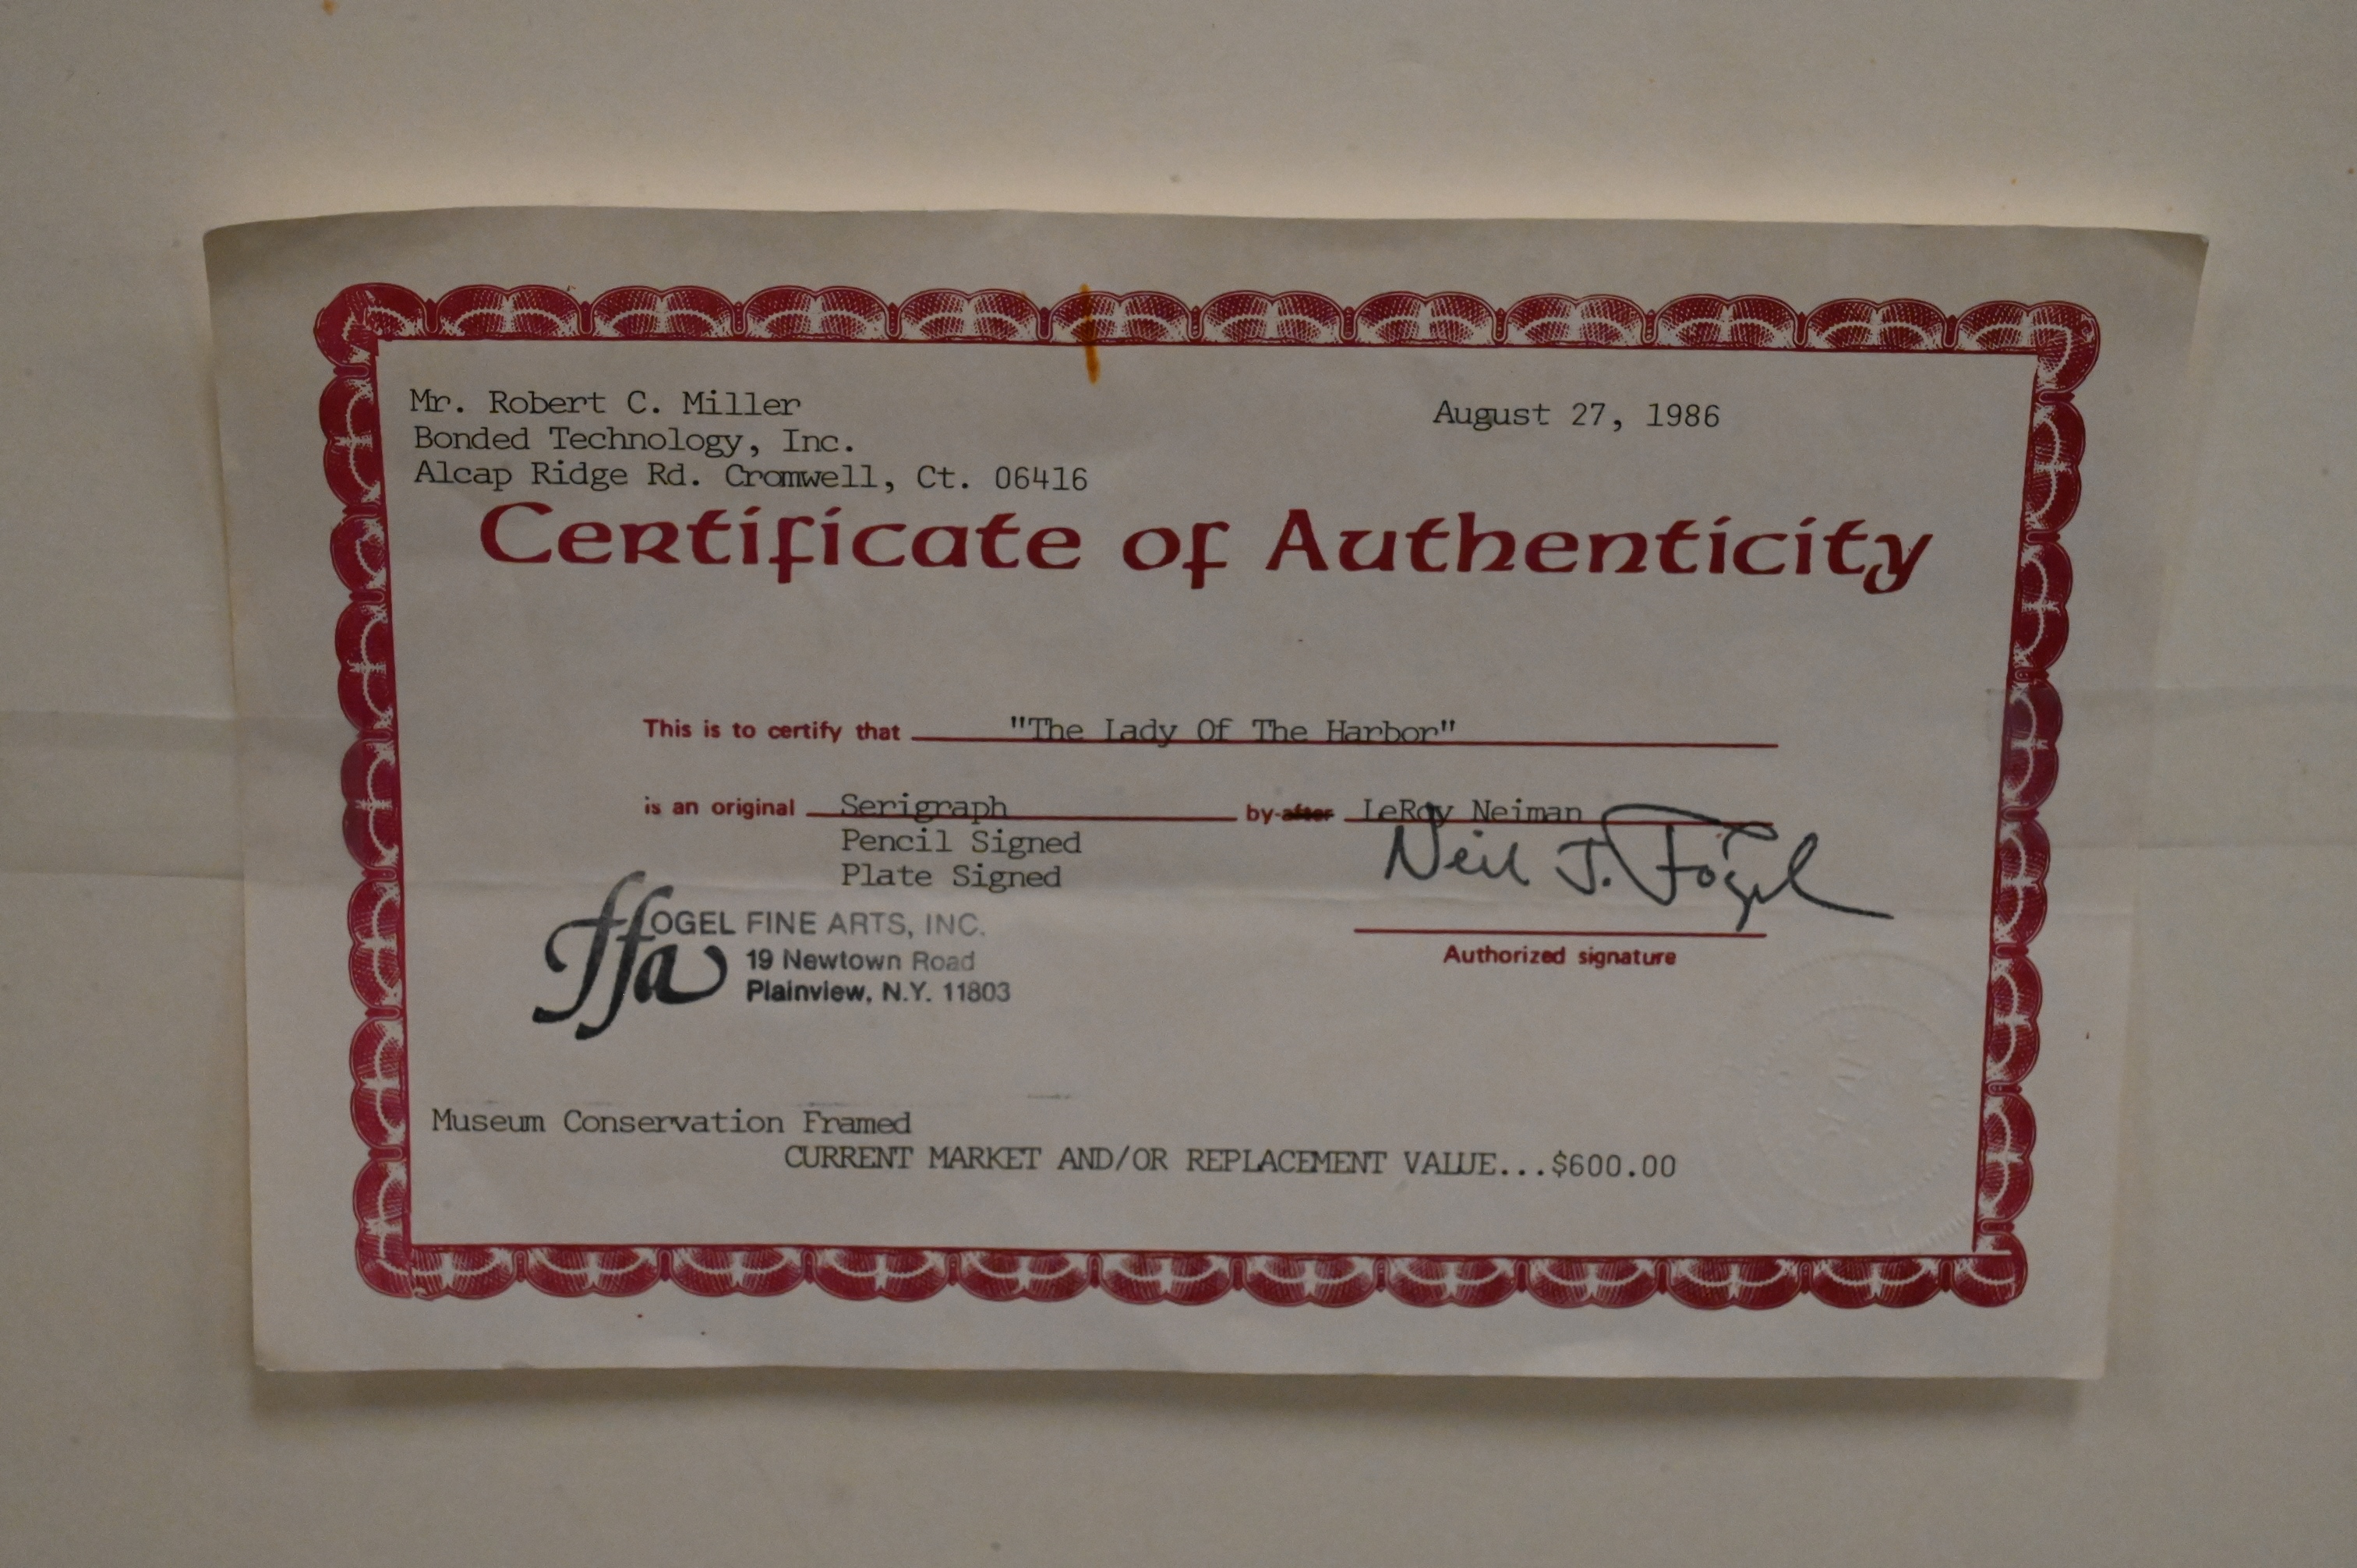 Mr. Robert C. Miller
August 27, 1986
Bonded Technology, Inc.
Alcap Ridge Rd. Cromwell, Ct. 06416
Certificate of Authenticity
This is to certify that "The Lady Of The Harbor"
is an original Serigraph by-after LeRoy Neiman
Pencil Signed
Plate Signed
Neil J. Fogel
Authorized signature
ffa OGEL FINE ARTS, INC.
19 Newtown Road
Plainview, N.Y. 11803
Museum Conservation Framed
CURRENT MARKET AND/OR REPLACEMENT VALUE...$600.00